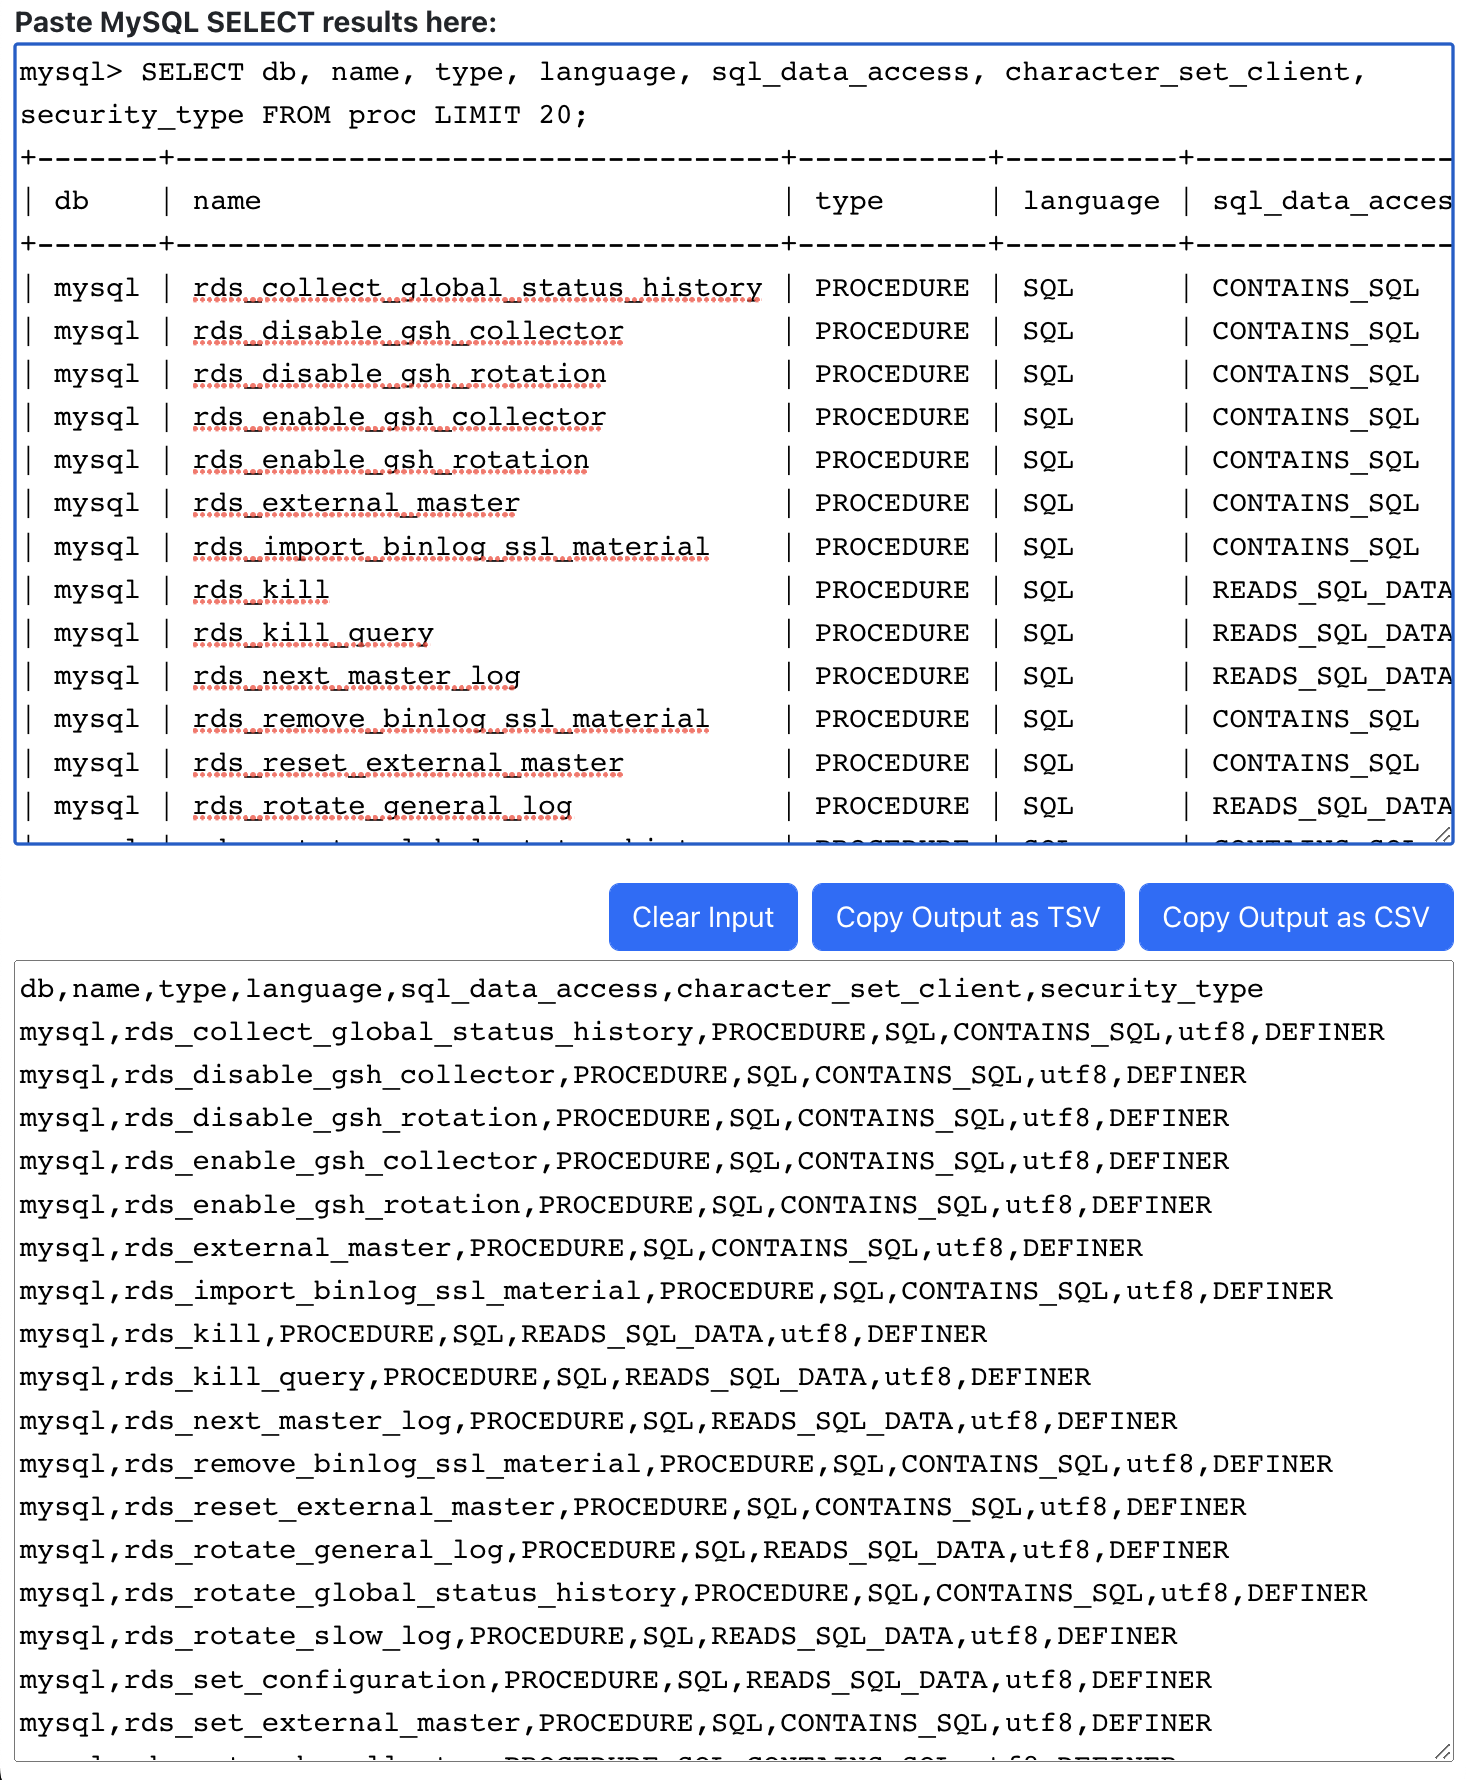 Paste MySQL SELECT results here:
mysql> SELECT db, name, type, language, sql_data_access, character_set_client,
security_type FROM proc LIMIT 20;
+-------+-----------------------------------+-----------+----------+---------------
| db    | name                              | type      | language | sql_data_acces
+-------+-----------------------------------+-----------+----------+---------------
| mysql | rds_collect_global_status_history | PROCEDURE | SQL      | CONTAINS_SQL
| mysql | rds_disable_gsh_collector         | PROCEDURE | SQL      | CONTAINS_SQL
| mysql | rds_disable_gsh_rotation          | PROCEDURE | SQL      | CONTAINS_SQL
| mysql | rds_enable_gsh_collector          | PROCEDURE | SQL      | CONTAINS_SQL
| mysql | rds_enable_gsh_rotation           | PROCEDURE | SQL      | CONTAINS_SQL
| mysql | rds_external_master               | PROCEDURE | SQL      | CONTAINS_SQL
| mysql | rds_import_binlog_ssl_material    | PROCEDURE | SQL      | CONTAINS_SQL
| mysql | rds_kill                          | PROCEDURE | SQL      | READS_SQL_DATA
| mysql | rds_kill_query                    | PROCEDURE | SQL      | READS_SQL_DATA
| mysql | rds_next_master_log               | PROCEDURE | SQL      | READS_SQL_DATA
| mysql | rds_remove_binlog_ssl_material    | PROCEDURE | SQL      | CONTAINS_SQL
| mysql | rds_reset_external_master         | PROCEDURE | SQL      | CONTAINS_SQL
| mysql | rds_rotate_general_log            | PROCEDURE | SQL      | READS_SQL_DATA
Clear Input Copy Output as TSV Copy Output as CSV
db,name,type,language,sql_data_access,character_set_client,security_type
mysql,rds_collect_global_status_history,PROCEDURE,SQL,CONTAINS_SQL,utf8,DEFINER
mysql,rds_disable_gsh_collector,PROCEDURE,SQL,CONTAINS_SQL,utf8,DEFINER
mysql,rds_disable_gsh_rotation,PROCEDURE,SQL,CONTAINS_SQL,utf8,DEFINER
mysql,rds_enable_gsh_collector,PROCEDURE,SQL,CONTAINS_SQL,utf8,DEFINER
mysql,rds_enable_gsh_rotation,PROCEDURE,SQL,CONTAINS_SQL,utf8,DEFINER
mysql,rds_external_master,PROCEDURE,SQL,CONTAINS_SQL,utf8,DEFINER
mysql,rds_import_binlog_ssl_material,PROCEDURE,SQL,CONTAINS_SQL,utf8,DEFINER
mysql,rds_kill,PROCEDURE,SQL,READS_SQL_DATA,utf8,DEFINER
mysql,rds_kill_query,PROCEDURE,SQL,READS_SQL_DATA,utf8,DEFINER
mysql,rds_next_master_log,PROCEDURE,SQL,READS_SQL_DATA,utf8,DEFINER
mysql,rds_remove_binlog_ssl_material,PROCEDURE,SQL,CONTAINS_SQL,utf8,DEFINER
mysql,rds_reset_external_master,PROCEDURE,SQL,CONTAINS_SQL,utf8,DEFINER
mysql,rds_rotate_general_log,PROCEDURE,SQL,READS_SQL_DATA,utf8,DEFINER
mysql,rds_rotate_global_status_history,PROCEDURE,SQL,CONTAINS_SQL,utf8,DEFINER
mysql,rds_rotate_slow_log,PROCEDURE,SQL,READS_SQL_DATA,utf8,DEFINER
mysql,rds_set_configuration,PROCEDURE,SQL,READS_SQL_DATA,utf8,DEFINER
mysql,rds_set_external_master,PROCEDURE,SQL,CONTAINS_SQL,utf8,DEFINER